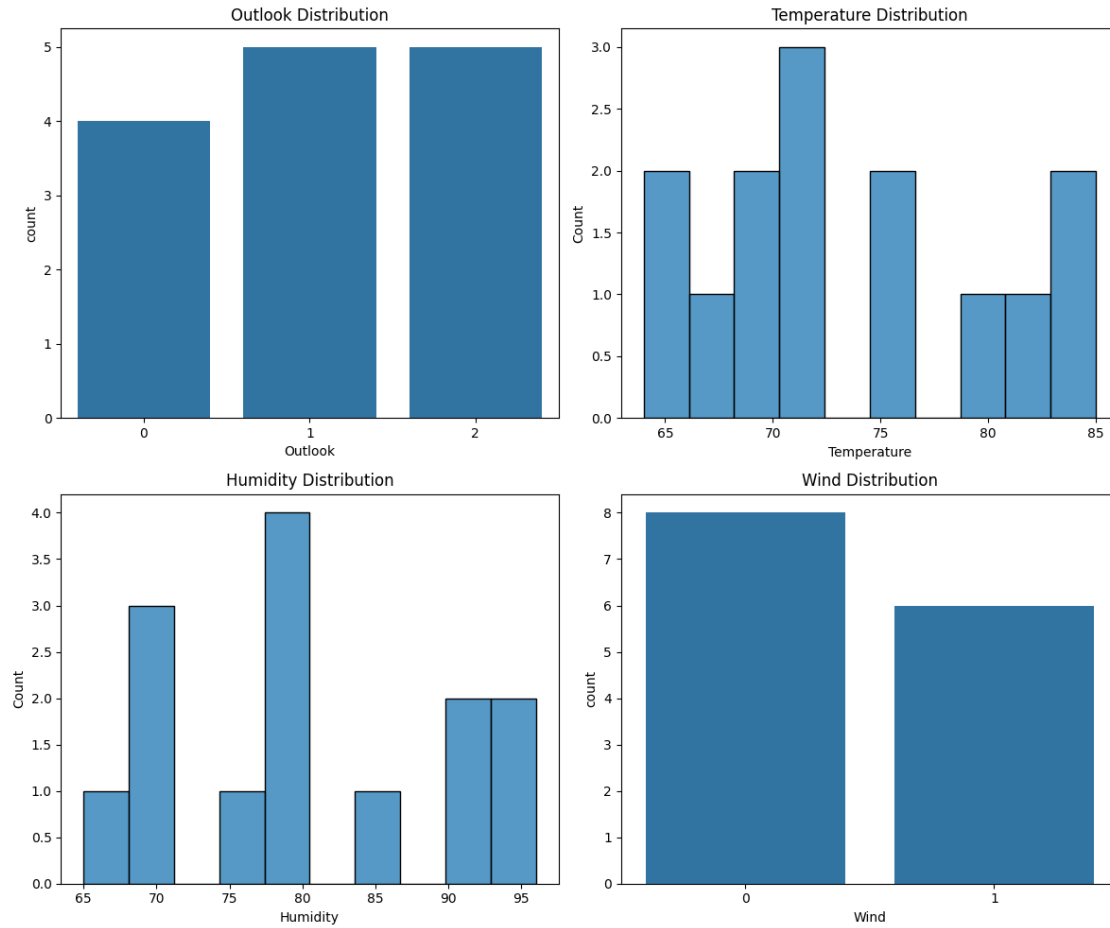 Outlook Distribution
5
4
3
2
1
0
count
0 1 2
Outlook
Temperature Distribution
3.0
2.5
2.0
1.5
1.0
0.5
0.0
Count
65 70 75 80 85
Temperature
Humidity Distribution
4.0
3.5
3.0
2.5
2.0
1.5
1.0
0.5
0.0
Count
65 70 75 80 85 90 95
Humidity
Wind Distribution
8
7
6
5
4
3
2
1
0
count
0 1
Wind